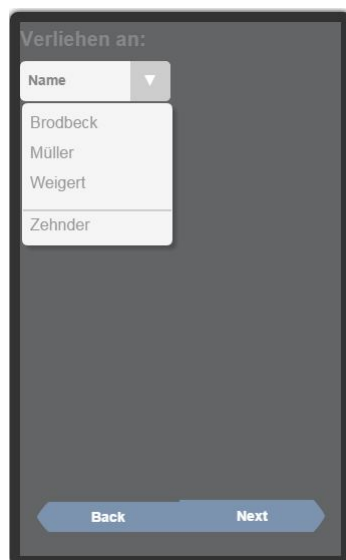 Verliehen an:
Name
Brodbeck
Müller
Weigert
Zehnder
Back Next